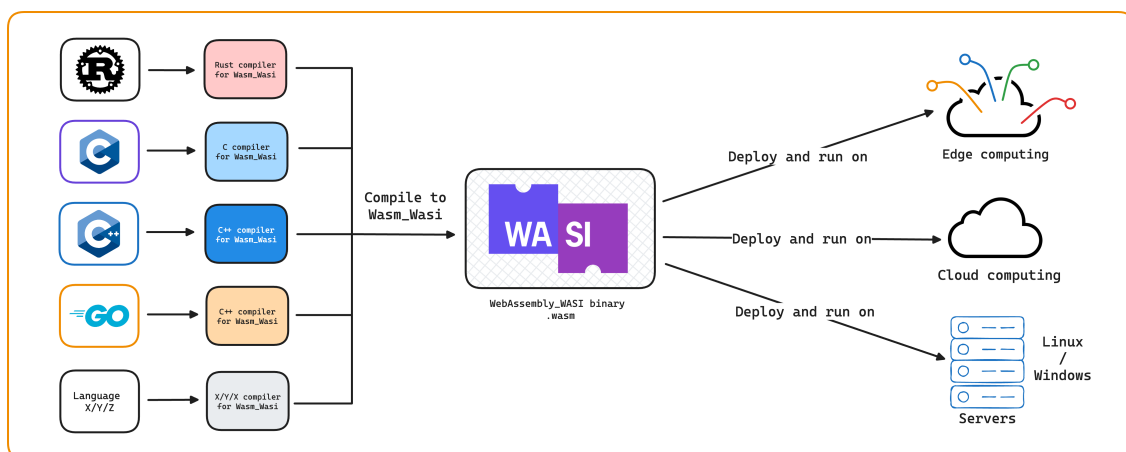 R
Rust compiler
for Wasm_Wasi
C
C compiler
for Wasm_Wasi
C++
C++ compiler
for Wasm_Wasi
GO
C++ compiler
for Wasm_Wasi
Language
X/Y/Z
X/Y/X compiler
for Wasm_Wasi
Compile to
Wasm_Wasi
WA SI
WebAssembly_WASI binary
.wasm
Deploy and run on
Edge computing
Deploy and run on
Cloud computing
Deploy and run on
Linux
/
Windows
Servers